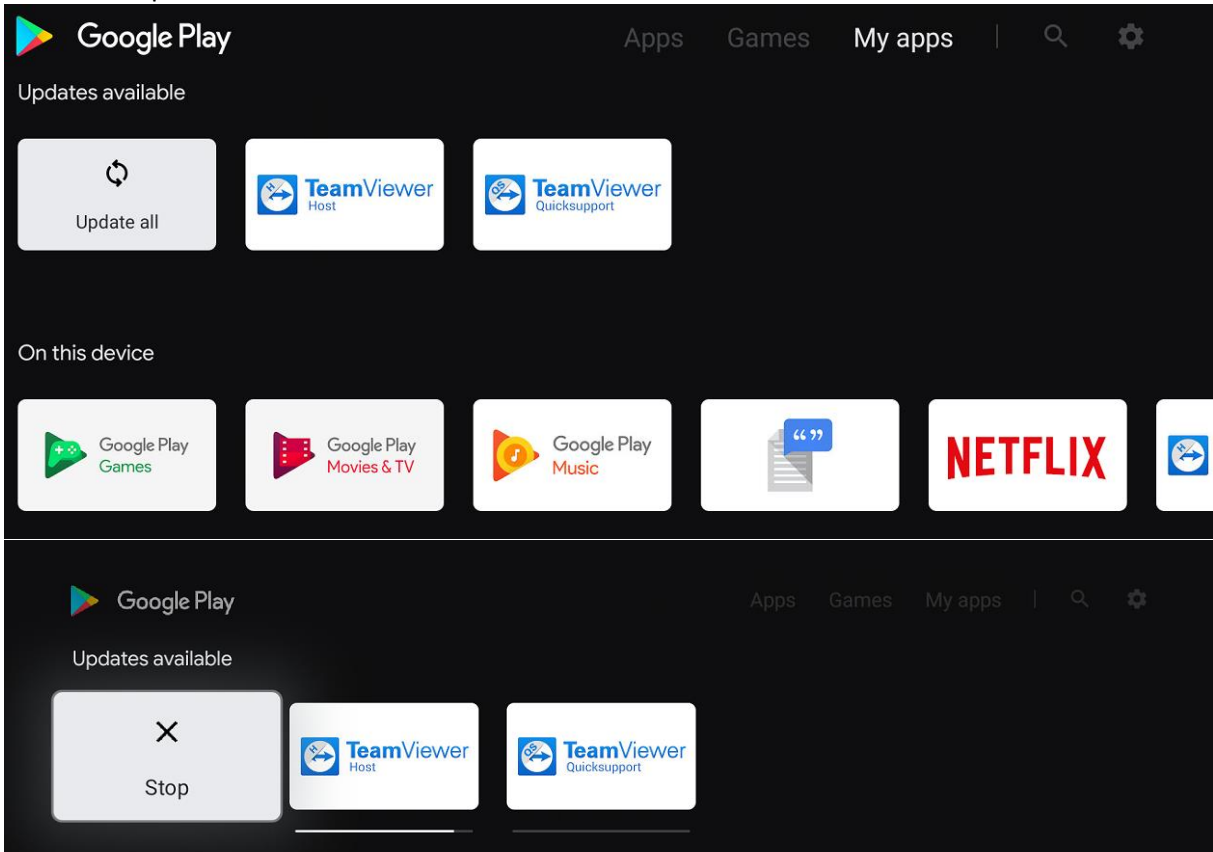 Google Play
Apps Games My apps
Updates available
Update all
TeamViewer
Host
TeamViewer
Quicksupport
On this device
Google Play
Games
Google Play
Movies & TV
Google Play
Music
“ ”
NETFLIX
Google Play
Apps Games My apps
Updates available
Stop
TeamViewer
Host
TeamViewer
Quicksupport